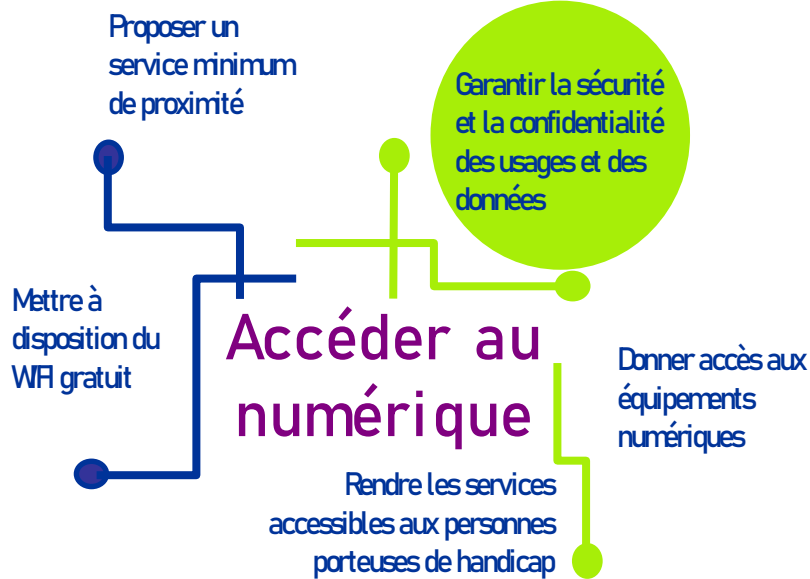 Proposer un
service minimum
de proximité
Garantir la sécurité
et la confidentialité
des usages et des
données
Mettre à
disposition du
WIFI gratuit
Accéder au
numérique
Donner accès aux
équipements
numériques
Rendre les services
accessibles aux personnes
porteuses de handicap